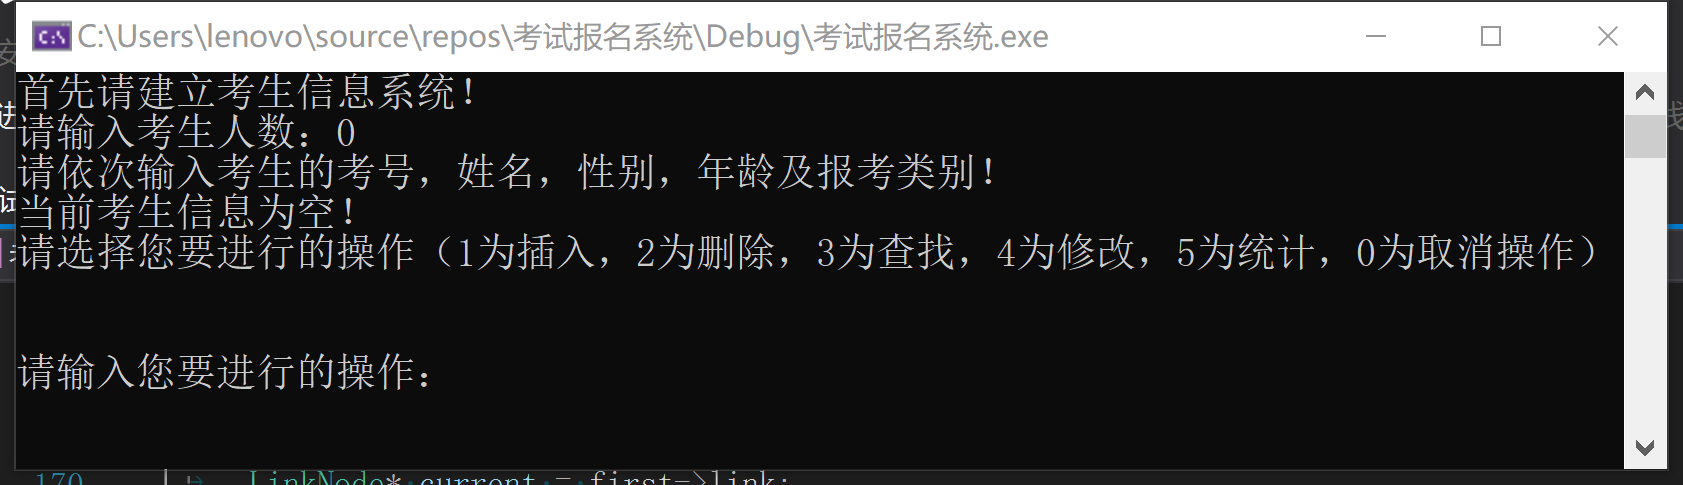 C:\Users\lenovo\source\repos\考试报名系统\Debug\考试报名系统.exe
首先请建立考生信息系统！
请输入考生人数：0
请依次输入考生的考号，姓名，性别，年龄及报考类别！
当前考生信息为空！
请选择您要进行的操作（1为插入，2为删除，3为查找，4为修改，5为统计，0为取消操作）
请输入您要进行的操作：
170 LinkNode* current = first->link;